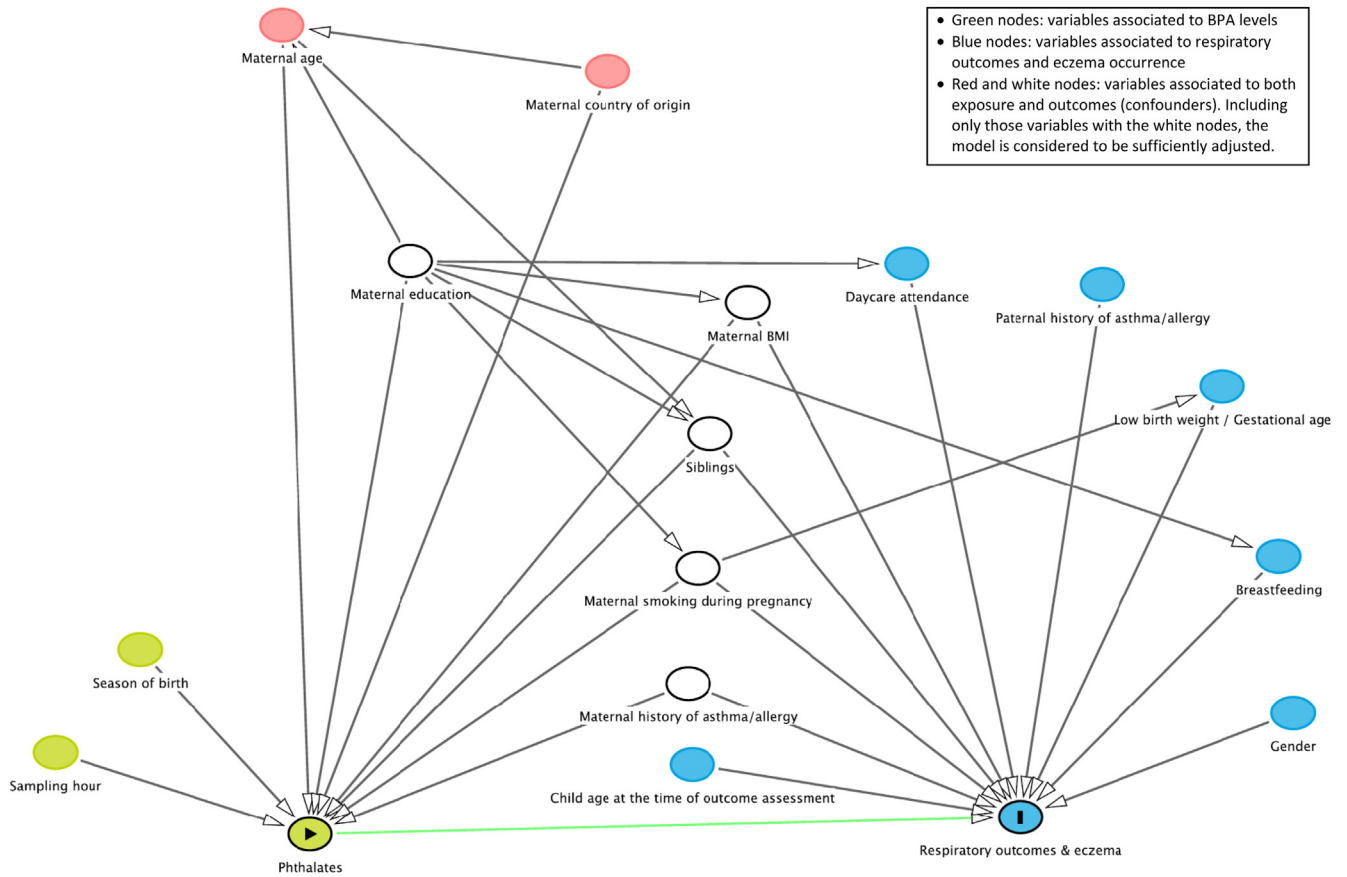 • Green nodes: variables associated to BPA levels
• Blue nodes: variables associated to respiratory
outcomes and eczema occurrence
• Red and white nodes: variables associated to both
exposure and outcomes (confounders). Including
only those variables with the white nodes, the
model is considered to be sufficiently adjusted.
Maternal age
Maternal country of origin
Maternal education
Daycare attendance
Maternal BMI
Paternal history of asthma/allergy
Low birth weight / Gestational age
Siblings
Maternal smoking during pregnancy
Breastfeeding
Season of birth
Maternal history of asthma/allergy
Gender
Sampling hour
Child age at the time of outcome assessment
Phthalates
Respiratory outcomes & eczema